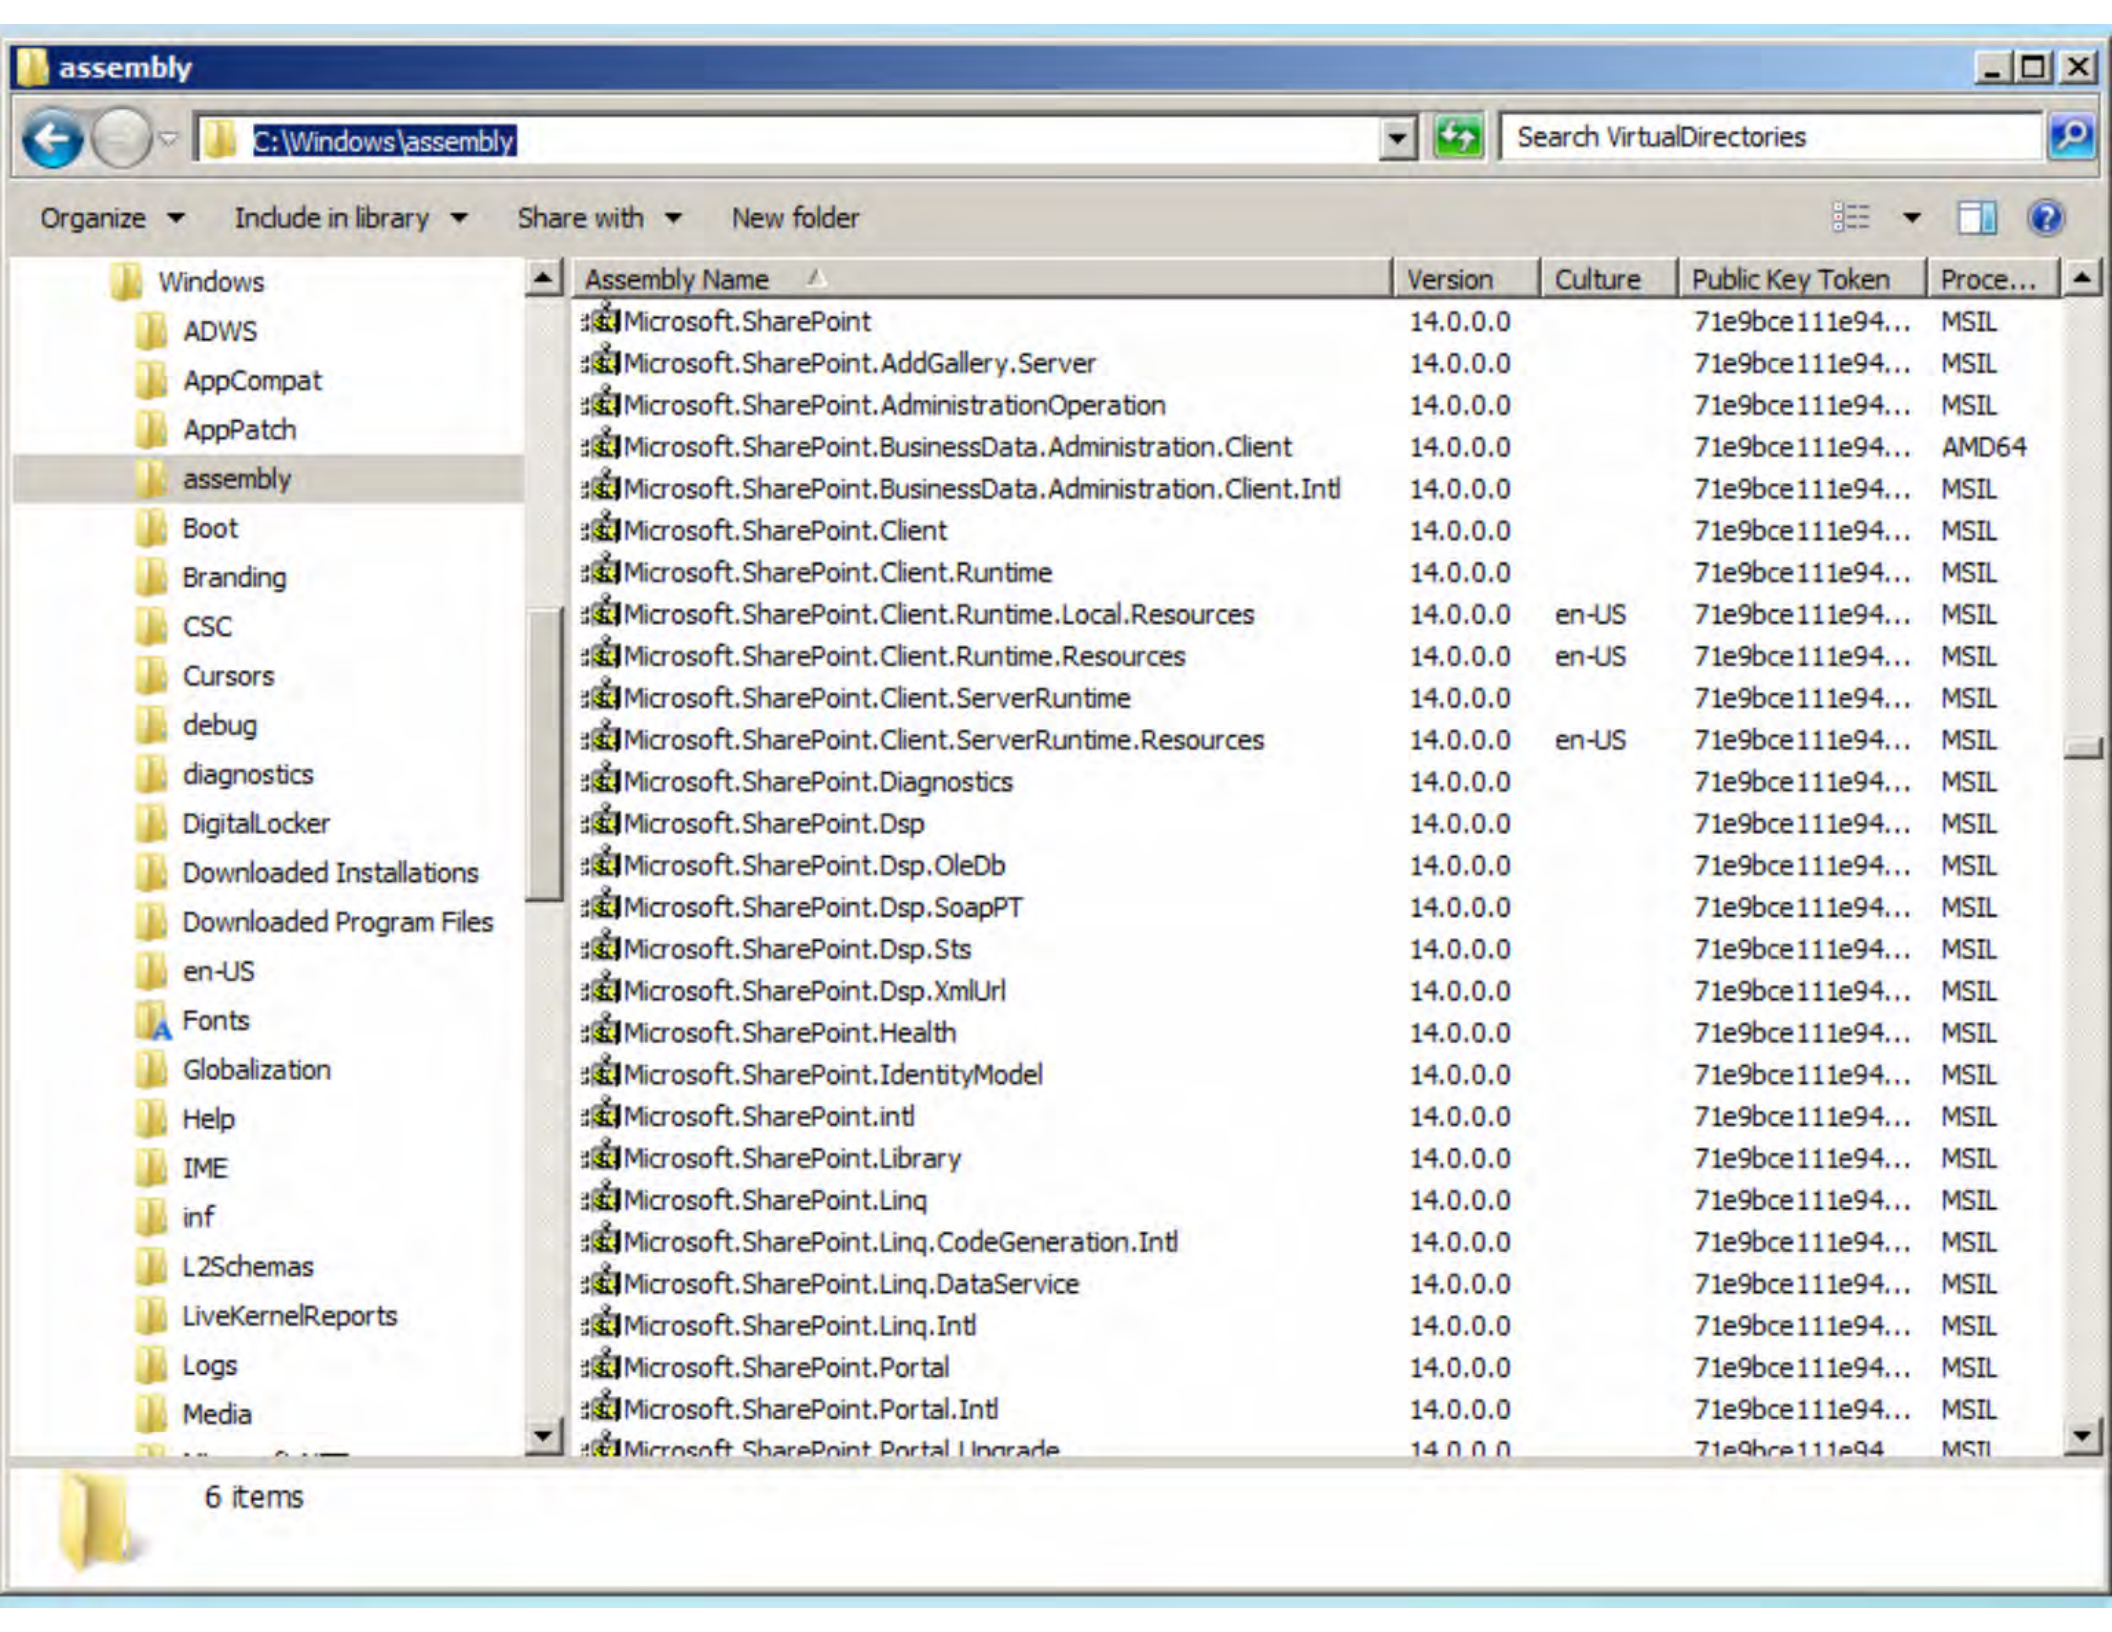 assembly
C:\Windows\assembly
Search VirtualDirectories
Organize Include in library Share with New folder
Windows
ADWS
AppCompat
AppPatch
assembly
Boot
Branding
CSC
Cursors
debug
diagnostics
DigitalLocker
Downloaded Installations
Downloaded Program Files
en-US
Fonts
Globalization
Help
IME
inf
L2Schemas
LiveKernelReports
Logs
Media
Assembly Name Version Culture Public Key Token Proce...
Microsoft.SharePoint 14.0.0.0 71e9bce111e94... MSIL
Microsoft.SharePoint.AddGallery.Server 14.0.0.0 71e9bce111e94... MSIL
Microsoft.SharePoint.AdministrationOperation 14.0.0.0 71e9bce111e94... MSIL
Microsoft.SharePoint.BusinessData.Administration.Client 14.0.0.0 71e9bce111e94... AMD64
Microsoft.SharePoint.BusinessData.Administration.Client.Intl 14.0.0.0 71e9bce111e94... MSIL
Microsoft.SharePoint.Client 14.0.0.0 71e9bce111e94... MSIL
Microsoft.SharePoint.Client.Runtime 14.0.0.0 71e9bce111e94... MSIL
Microsoft.SharePoint.Client.Runtime.Local.Resources 14.0.0.0 en-US 71e9bce111e94... MSIL
Microsoft.SharePoint.Client.Runtime.Resources 14.0.0.0 en-US 71e9bce111e94... MSIL
Microsoft.SharePoint.Client.ServerRuntime 14.0.0.0 71e9bce111e94... MSIL
Microsoft.SharePoint.Client.ServerRuntime.Resources 14.0.0.0 en-US 71e9bce111e94... MSIL
Microsoft.SharePoint.Diagnostics 14.0.0.0 71e9bce111e94... MSIL
Microsoft.SharePoint.Dsp 14.0.0.0 71e9bce111e94... MSIL
Microsoft.SharePoint.Dsp.OleDb 14.0.0.0 71e9bce111e94... MSIL
Microsoft.SharePoint.Dsp.SoapPT 14.0.0.0 71e9bce111e94... MSIL
Microsoft.SharePoint.Dsp.Sts 14.0.0.0 71e9bce111e94... MSIL
Microsoft.SharePoint.Dsp.XmlUrl 14.0.0.0 71e9bce111e94... MSIL
Microsoft.SharePoint.Health 14.0.0.0 71e9bce111e94... MSIL
Microsoft.SharePoint.IdentityModel 14.0.0.0 71e9bce111e94... MSIL
Microsoft.SharePoint.intl 14.0.0.0 71e9bce111e94... MSIL
Microsoft.SharePoint.Library 14.0.0.0 71e9bce111e94... MSIL
Microsoft.SharePoint.Linq 14.0.0.0 71e9bce111e94... MSIL
Microsoft.SharePoint.Linq.CodeGeneration.Intl 14.0.0.0 71e9bce111e94... MSIL
Microsoft.SharePoint.Linq.DataService 14.0.0.0 71e9bce111e94... MSIL
Microsoft.SharePoint.Linq.Intl 14.0.0.0 71e9bce111e94... MSIL
Microsoft.SharePoint.Portal 14.0.0.0 71e9bce111e94... MSIL
Microsoft.SharePoint.Portal.Intl 14.0.0.0 71e9bce111e94... MSIL
Microsoft.SharePoint.Portal.Upgrade 14.0.0.0 71e9bce111e94... MSIL
6 items